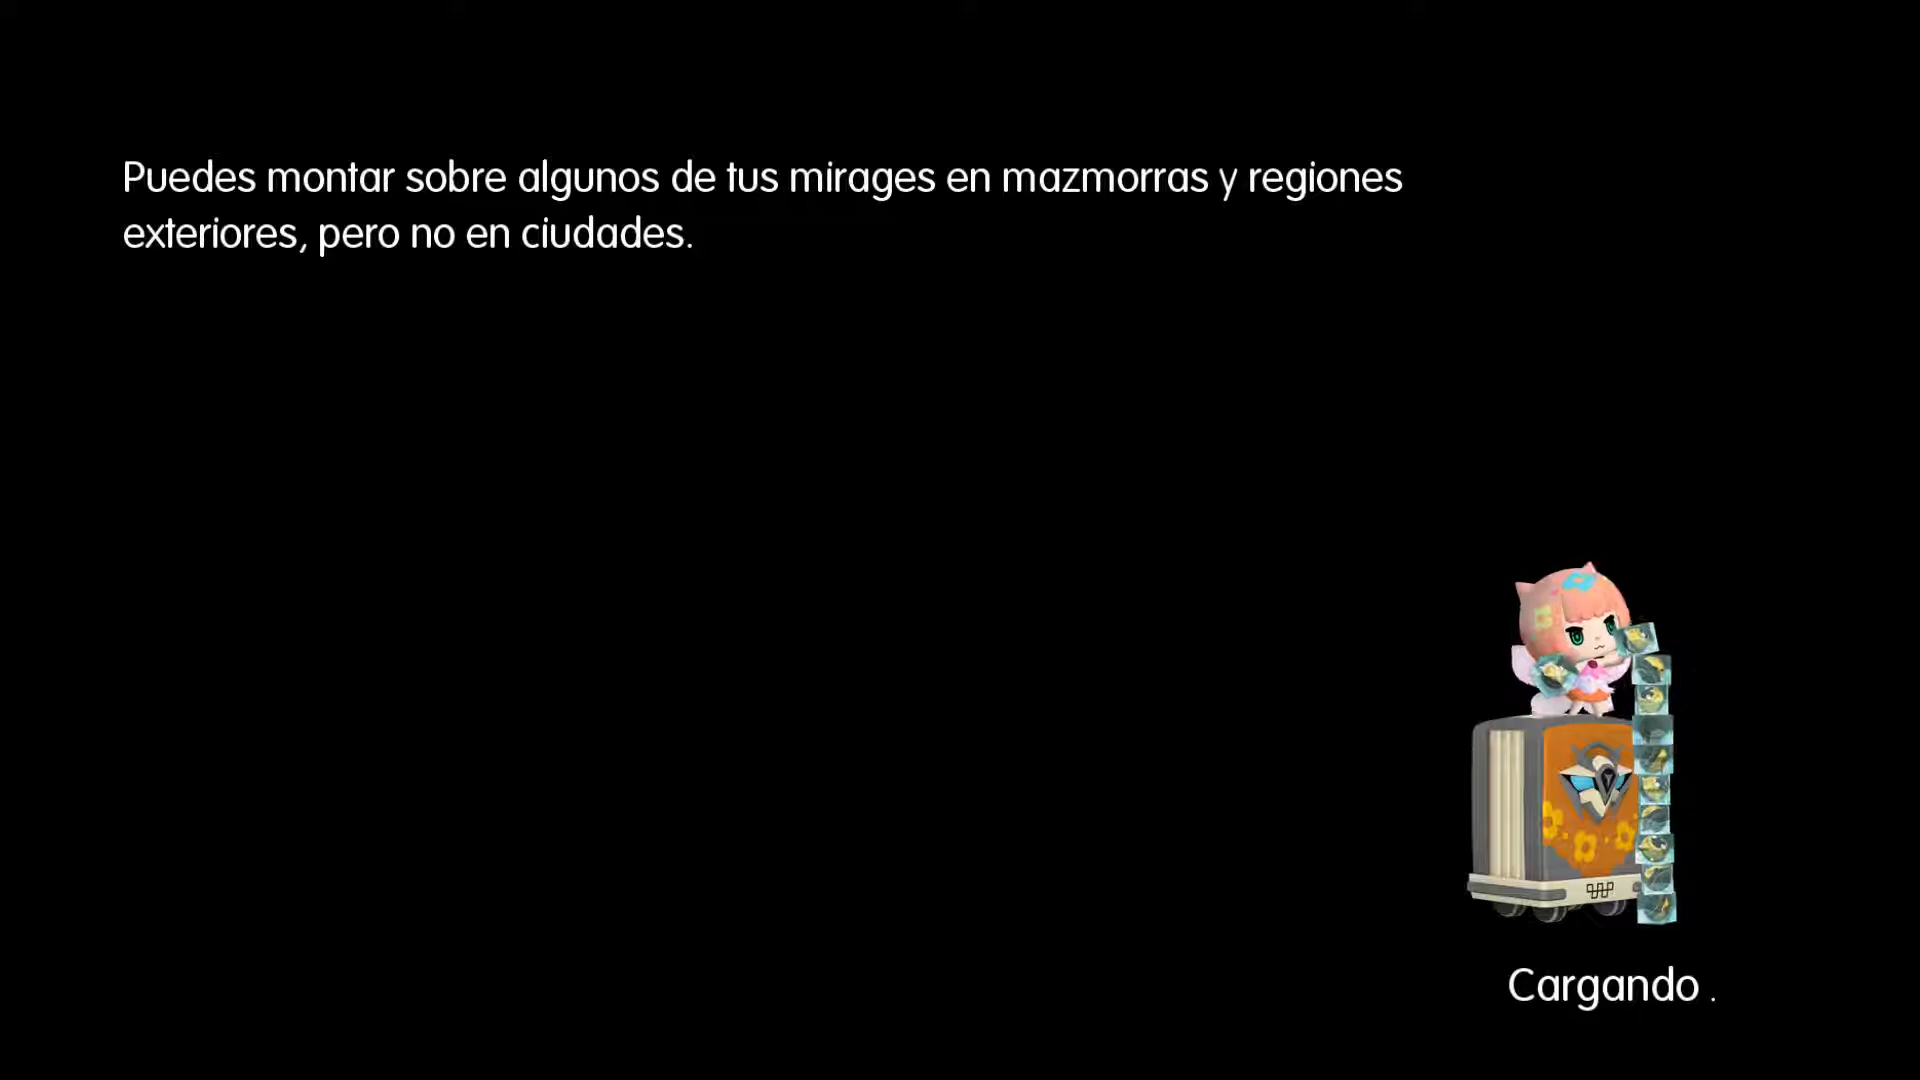 Puedes montar sobre algunos de tus mirages en mazmorras y regiones
exteriores, pero no en ciudades.
Cargando .